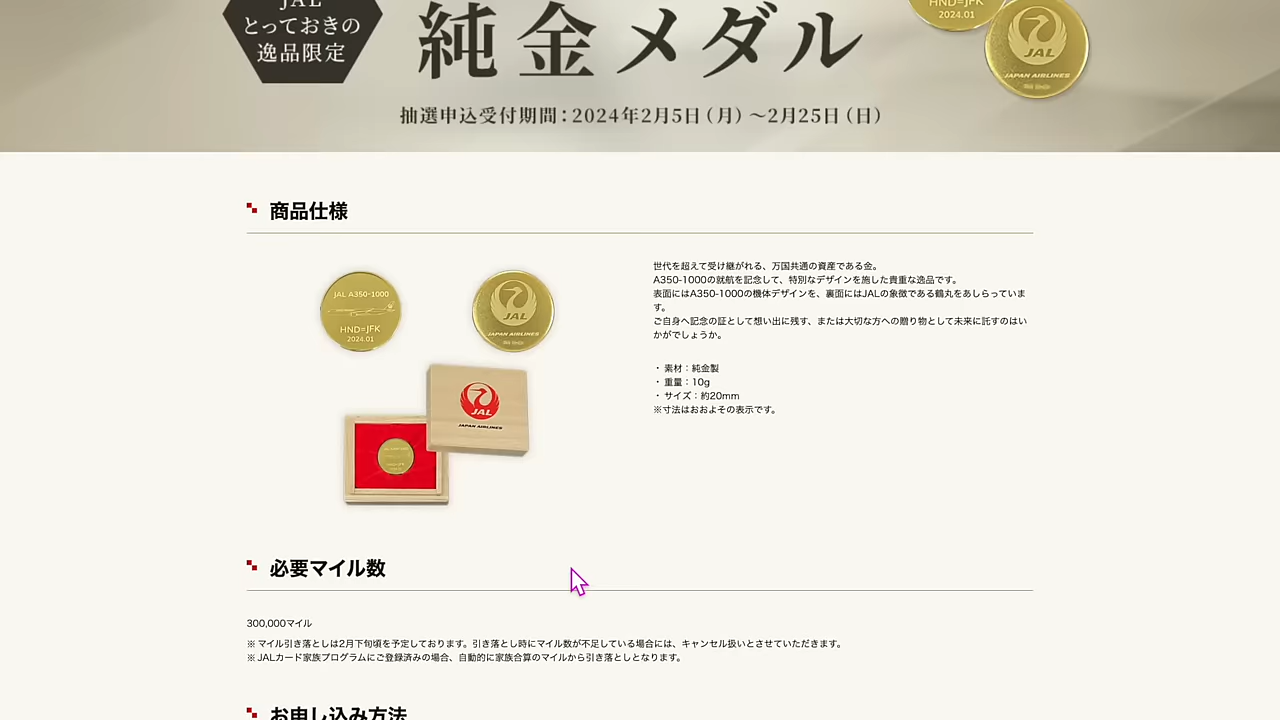 JAL
とっておきの
逸品限定
純金メダル
抽選申込受付期間：2024年2月5日（月）～2月25日（日）
HND=JFK
2024.01
JAL
JAPAN AIRLINES
商品仕様
JAL A350-1000
HND=JFK
2024.01
JAL
JAPAN AIRLINES
JAL
JAPAN AIRLINES
世代を超えて受け継がれる、万国共通の資産である金。
A350-1000の就航を記念して、特別なデザインを施した貴重な逸品です。
表面にはA350-1000の機体デザインを、裏面にはJALの象徴である鶴丸をあしらっていま
す。
ご自身へ記念の証として想い出に残す、または大切な方への贈り物として未来に託すのはい
かがでしょうか。
・ 素材：純金製
・ 重量：10g
・ サイズ：約20mm
※寸法はおおよその表示です。
必要マイル数
300,000マイル
※ マイル引き落としは2月下旬頃を予定しております。引き落とし時にマイル数が不足している場合には、キャンセル扱いとさせていただきます。
※ JALカード家族プログラムにご登録済みの場合、自動的に家族合算のマイルから引き落としとなります。
お申し込み方法